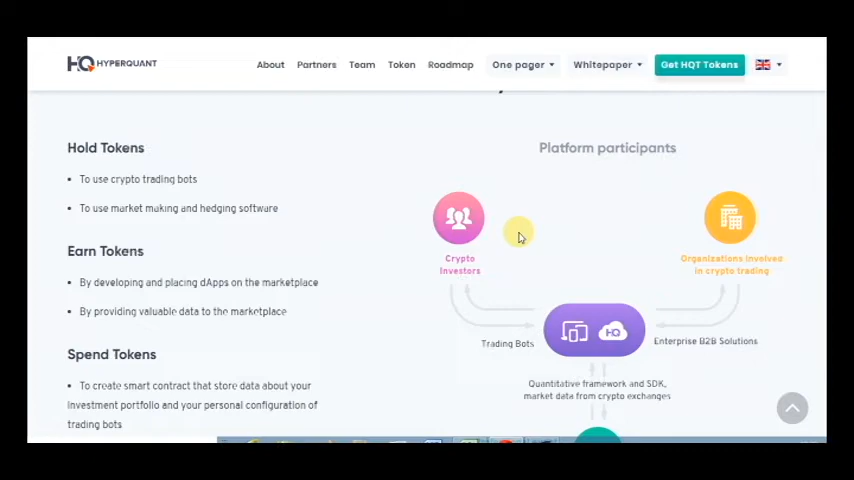 HQ HYPERQUANT About Partners Team Token Roadmap One pager Whitepaper Get HQT Tokens
Hold Tokens
To use crypto trading bots
To use market making and hedging software
Earn Tokens
By developing and placing dApps on the marketplace
By providing valuable data to the marketplace
Spend Tokens
To create smart contract that store data about your
investment portfolio and your personal configuration of
trading bots
Platform participants
Crypto
Investors
Organizations involved
in crypto trading
HQ
Trading Bots
Enterprise B2B Solutions
Quantitative framework and SDK,
market data from crypto exchanges